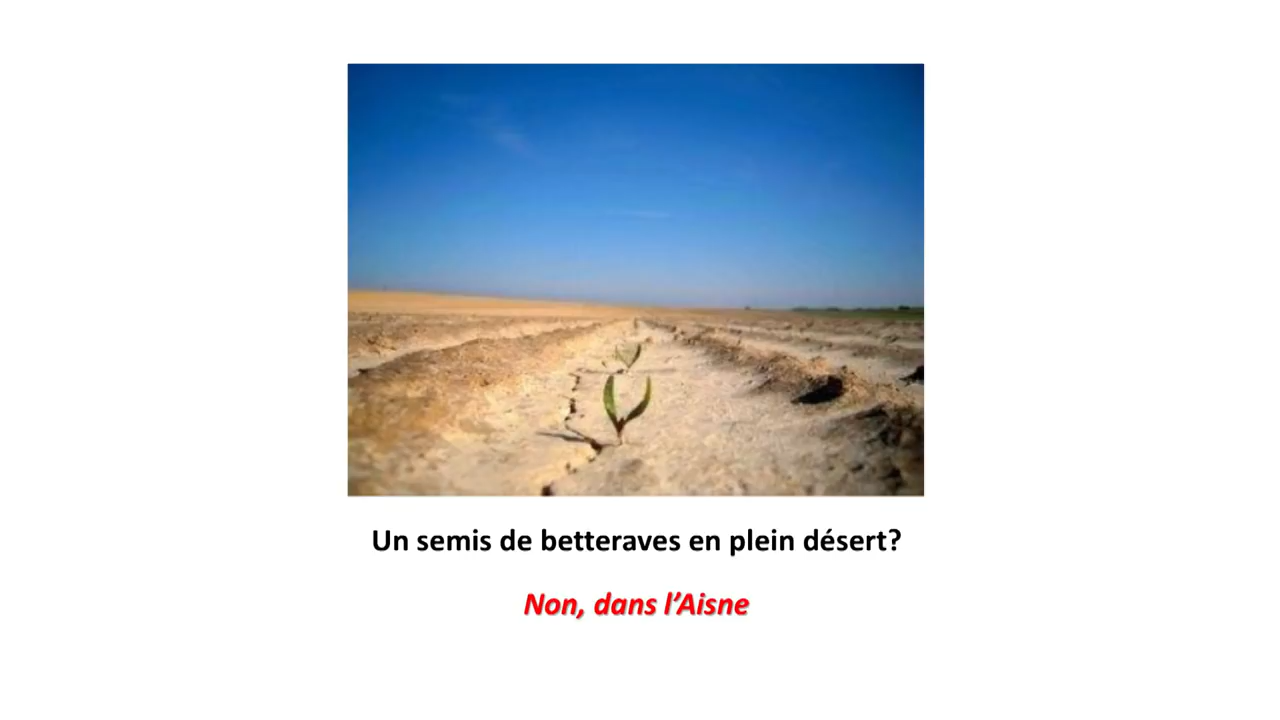 Un semis de betteraves en plein désert?
Non, dans l’Aisne